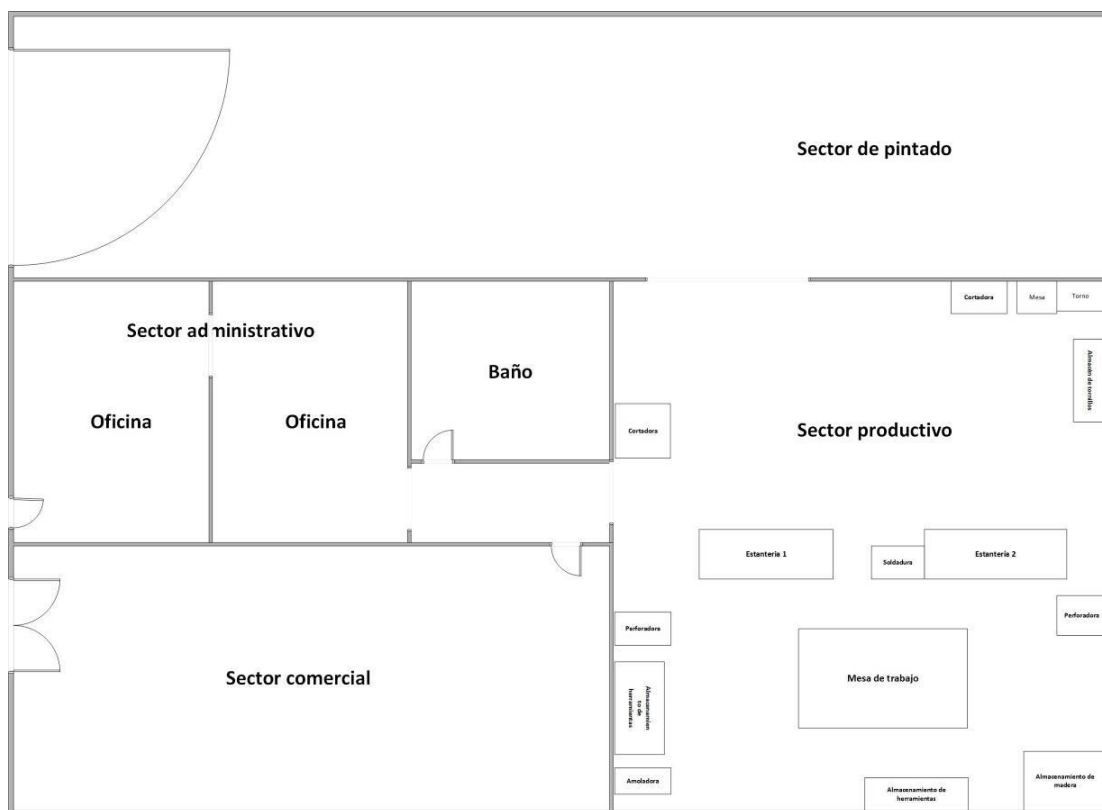 Sector de pintado
Cortadora
Mesa
Torno
Sector administrativo
Almacén de tornillos
Baño
Oficina
Oficina
Cortadora
Sector productivo
Estantería 1
Soldadura
Estantería 2
Perforadora
Perforadora
Sector comercial
Mesa de trabajo
Almacenamien
to de
herramientas
Amoladora
Almacenamiento de
herramientas
Almacenamiento de
madera